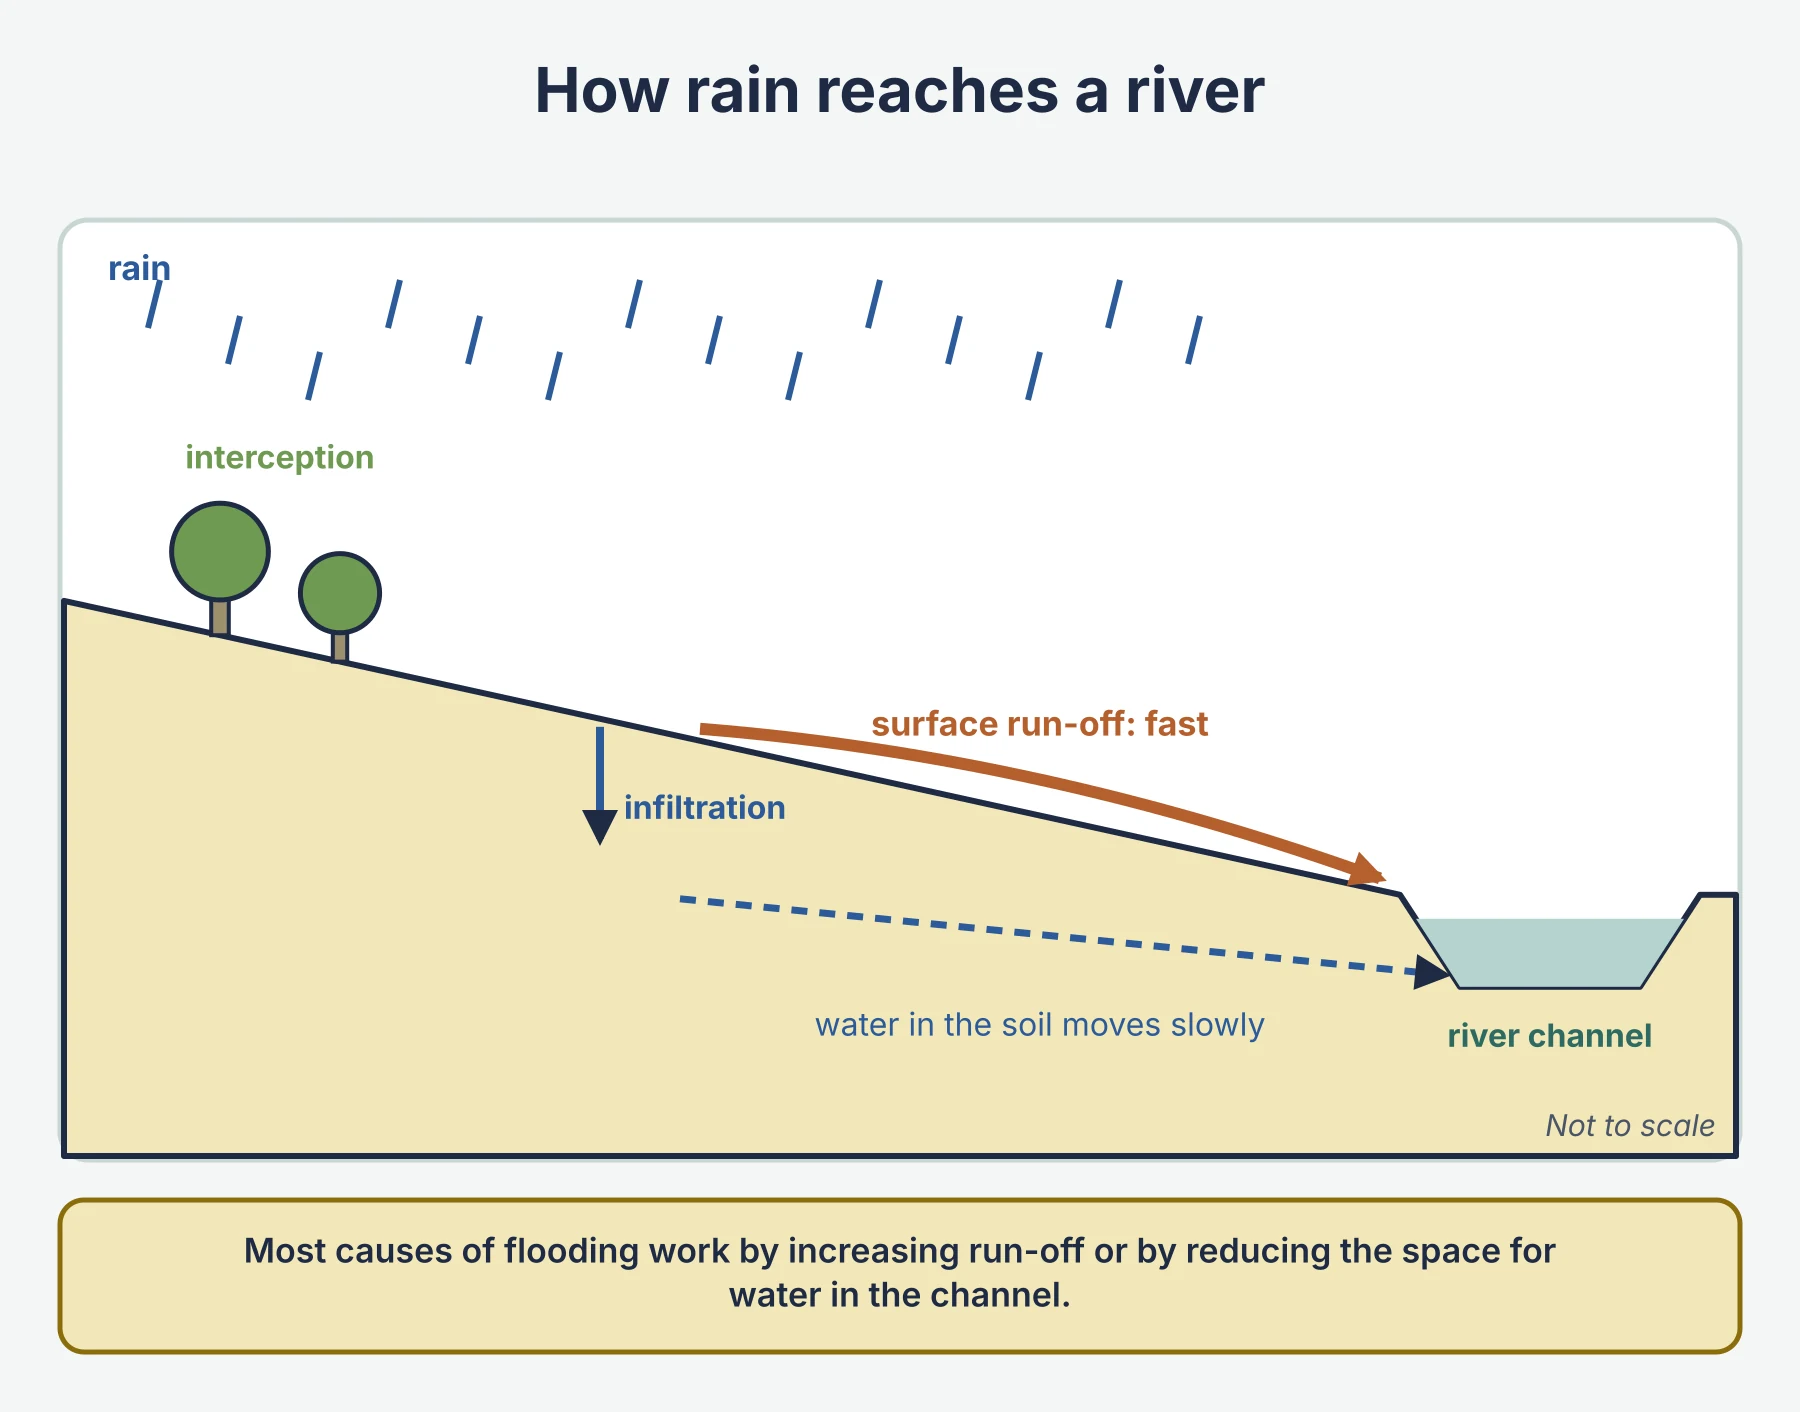 How rain reaches a river
rain
interception
surface run-off: fast
infiltration
water in the soil moves slowly
river channel
Not to scale
Most causes of flooding work by increasing run-off or by reducing the space for
water in the channel.